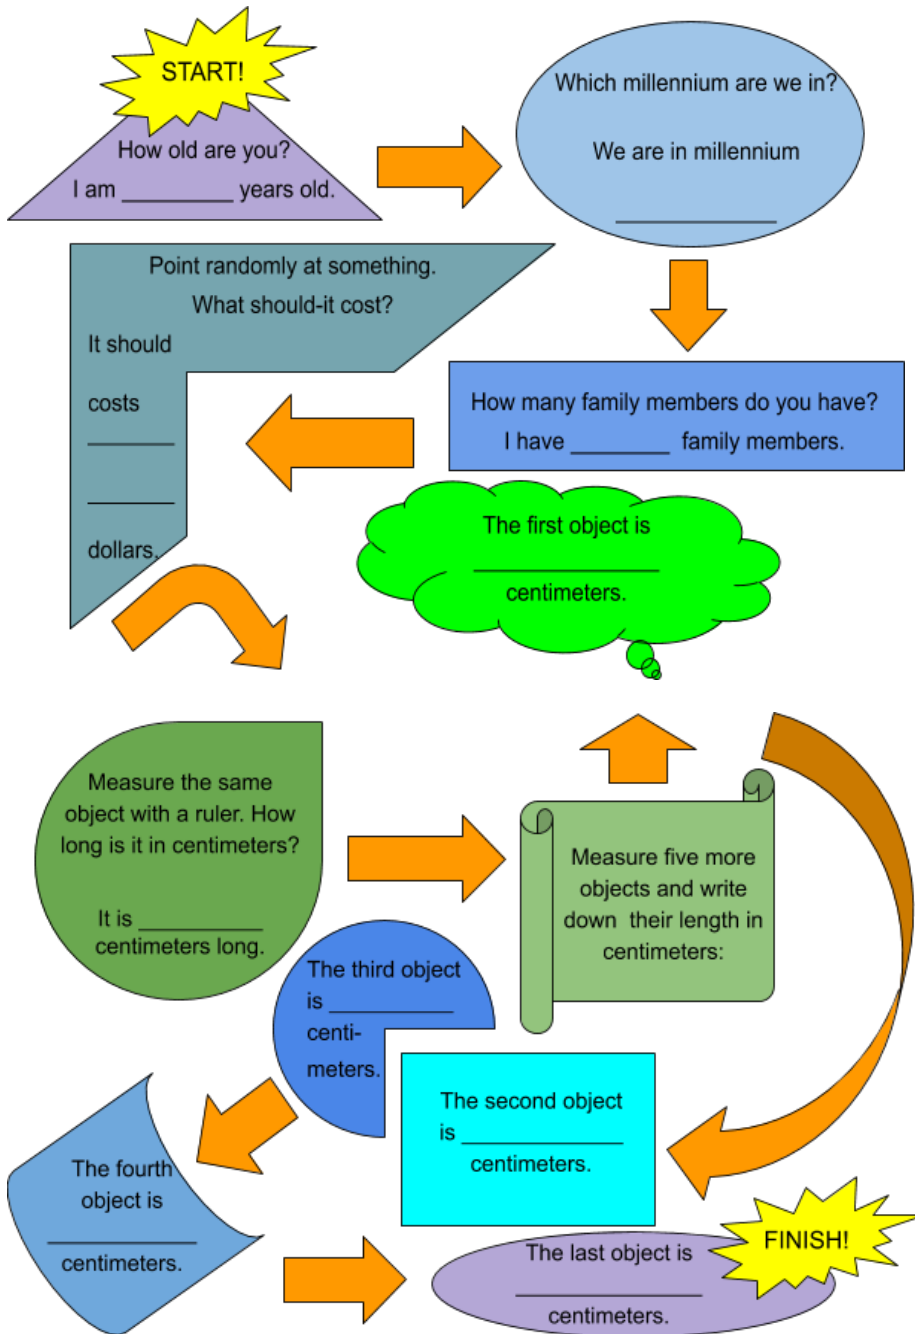 START!
How old are you?
I am _________ years old.
Which millennium are we in?
We are in millennium
_____________
How many family members do you have?
I have ________ family members.
Point randomly at something.
What should-it cost?
It should
costs
_______
_______
dollars.
Measure the same
object with a ruler. How
long is it in centimeters?
It is __________
centimeters long.
Measure five more
objects and write
down their length in
centimeters:
The first object is
_______________
centimeters.
The second object
is _____________
centimeters.
The third object
is __________
centi-
meters.
The fourth
object is
__________
centimeters.
The last object is
_______________
centimeters.
FINISH!